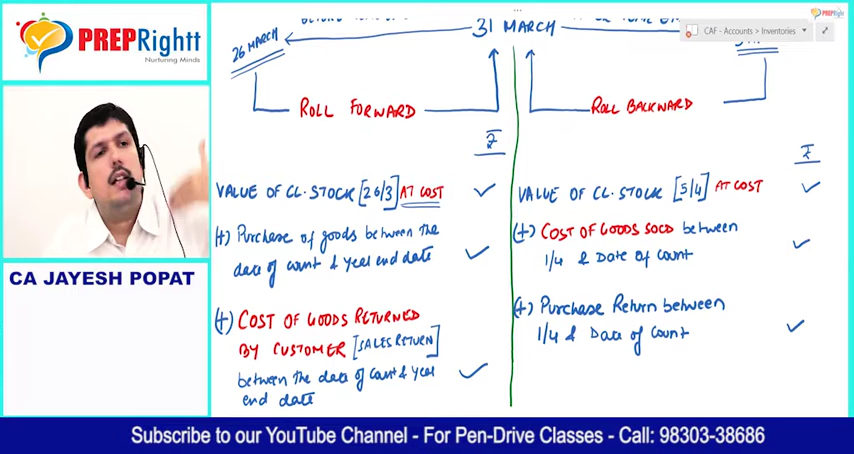 PREPRightt
Nurturing Minds
PREPRightt
CAF - Accounts > Inventories
31 MARCH
26 MARCH
ROLL FORWARD
ROLL BACKWARD
₹
VALUE OF CL. STOCK [26/3] AT COST
(+) Purchase of goods between the
date of count & year end date
(+) COST OF GOODS RETURNED
BY CUSTOMER [SALES RETURN]
between the date of count & year
end date
₹
VALUE OF CL. STOCK [5/4] AT COST
(+) COST OF GOODS SOLD between
1/4 & Date of Count
(+) Purchase Return between
1/4 & Date of Count
CA JAYESH POPAT
Subscribe to our YouTube Channel - For Pen-Drive Classes - Call: 98303-38686